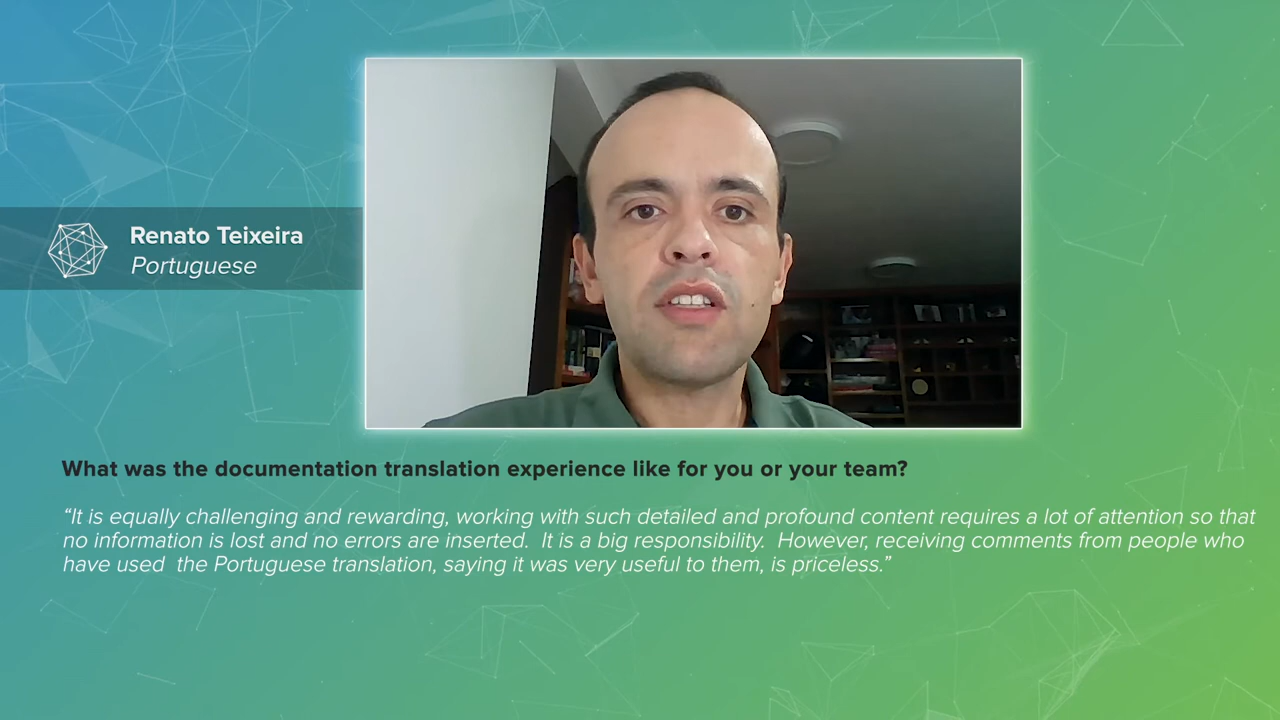 Renato Teixeira
Portuguese
What was the documentation translation experience like for you or your team?
“It is equally challenging and rewarding, working with such detailed and profound content requires a lot of attention so that
no information is lost and no errors are inserted.  It is a big responsibility.  However, receiving comments from people who
have used  the Portuguese translation, saying it was very useful to them, is priceless.”